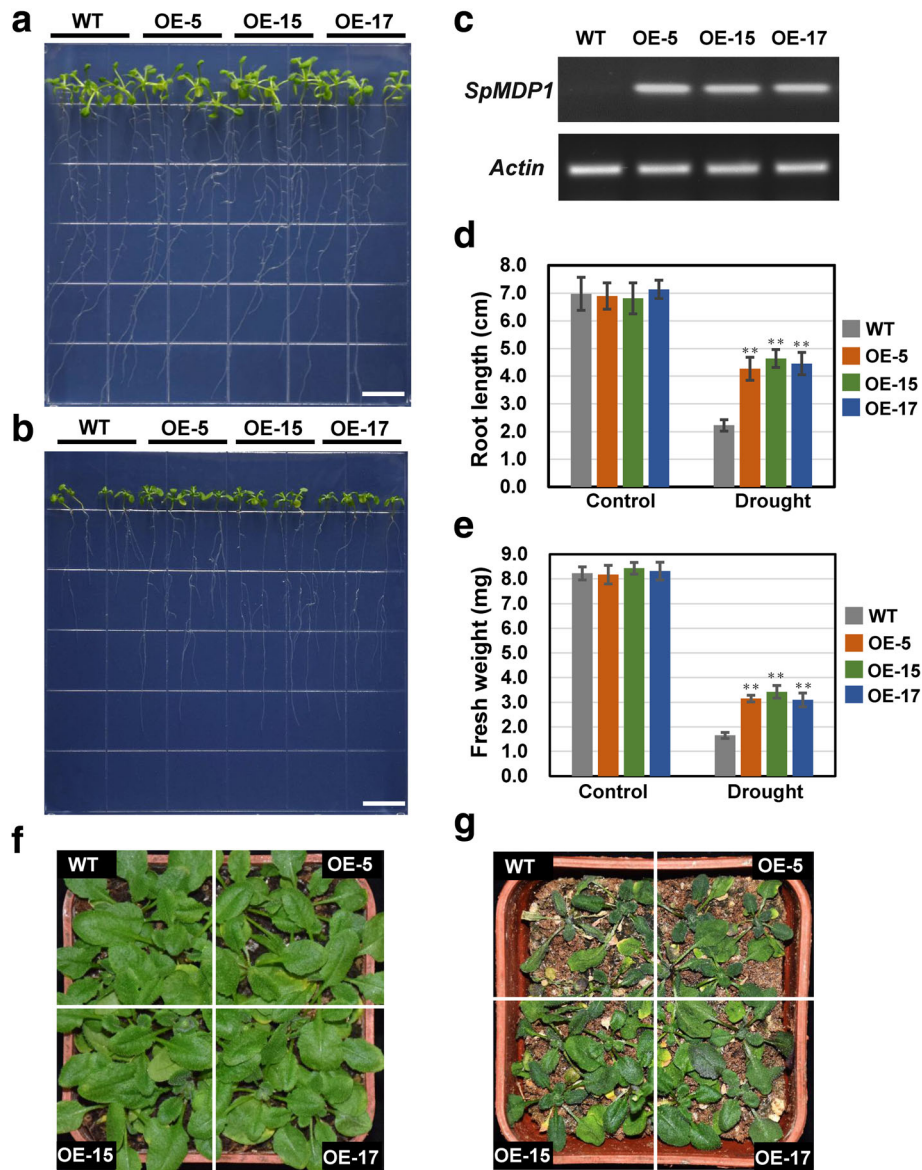 a
WT OE-5 OE-15 OE-17
b
WT OE-5 OE-15 OE-17
c
WT OE-5 OE-15 OE-17
SpMDP1
Actin
d
Root length (cm)
8.0
7.0
6.0
5.0
4.0
3.0
2.0
1.0
0.0
** ** **
Control Drought
WT
OE-5
OE-15
OE-17
e
Fresh weight (mg)
9.0
8.0
7.0
6.0
5.0
4.0
3.0
2.0
1.0
0.0
** ** **
Control Drought
WT
OE-5
OE-15
OE-17
f
WT OE-5
OE-15 OE-17
g
WT OE-5
OE-15 OE-17